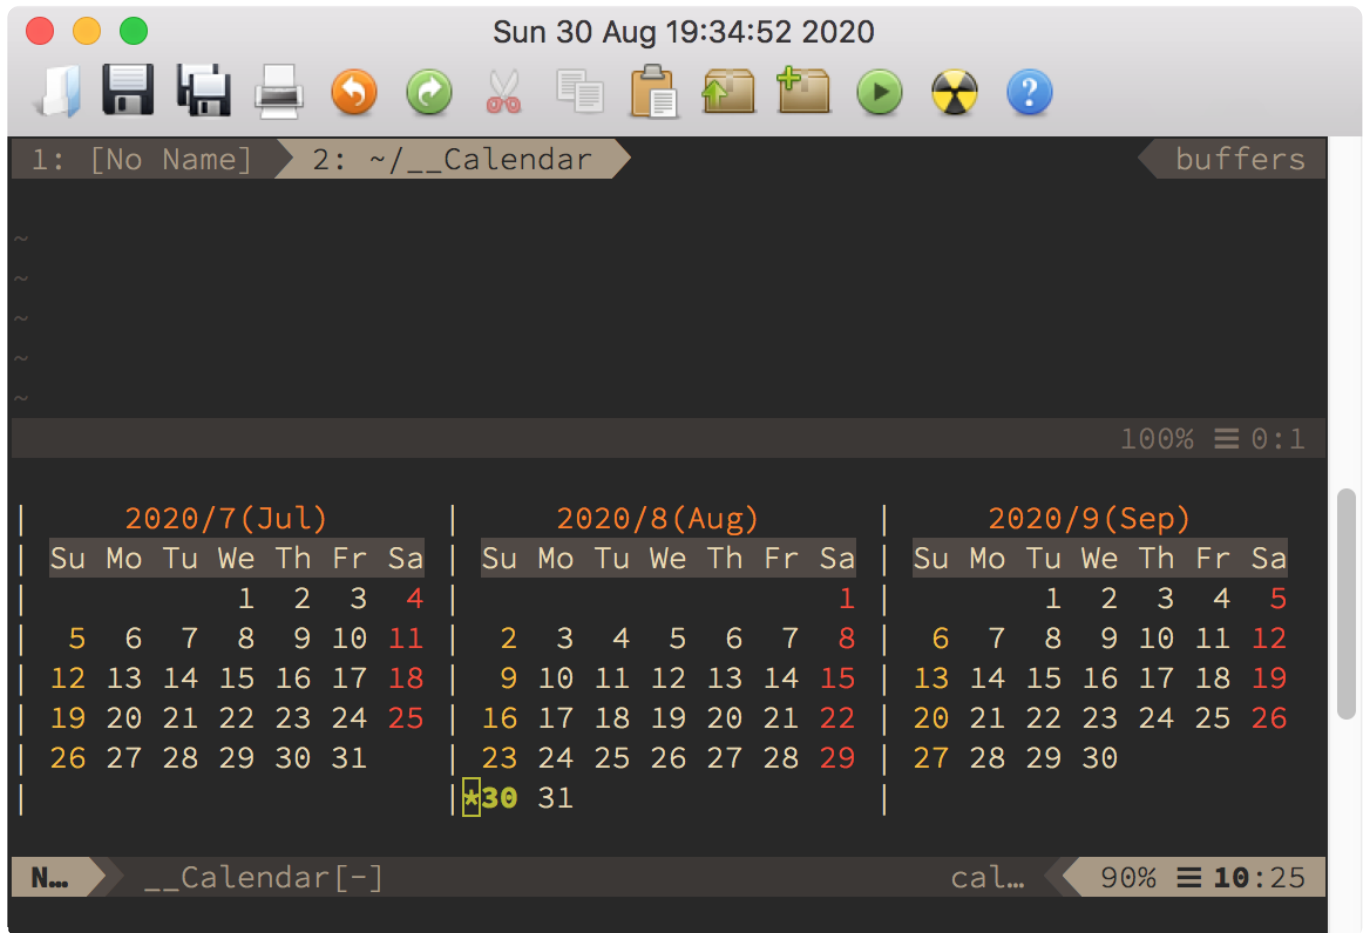 Sun 30 Aug 19:34:52 2020
1: [No Name] 2: ~/__Calendar buffers
~
~
~
~
~
100% ☰ 0:1
| 2020/7(Jul) | 2020/8(Aug) | 2020/9(Sep)
| Su Mo Tu We Th Fr Sa | Su Mo Tu We Th Fr Sa | Su Mo Tu We Th Fr Sa
| 1 2 3 4 | 1 | 1 2 3 4 5
| 5 6 7 8 9 10 11 | 2 3 4 5 6 7 8 | 6 7 8 9 10 11 12
| 12 13 14 15 16 17 18 | 9 10 11 12 13 14 15 | 13 14 15 16 17 18 19
| 19 20 21 22 23 24 25 | 16 17 18 19 20 21 22 | 20 21 22 23 24 25 26
| 26 27 28 29 30 31 | 23 24 25 26 27 28 29 | 27 28 29 30
| |*30 31 |
N… __Calendar[-] cal… 90% ☰ 10:25